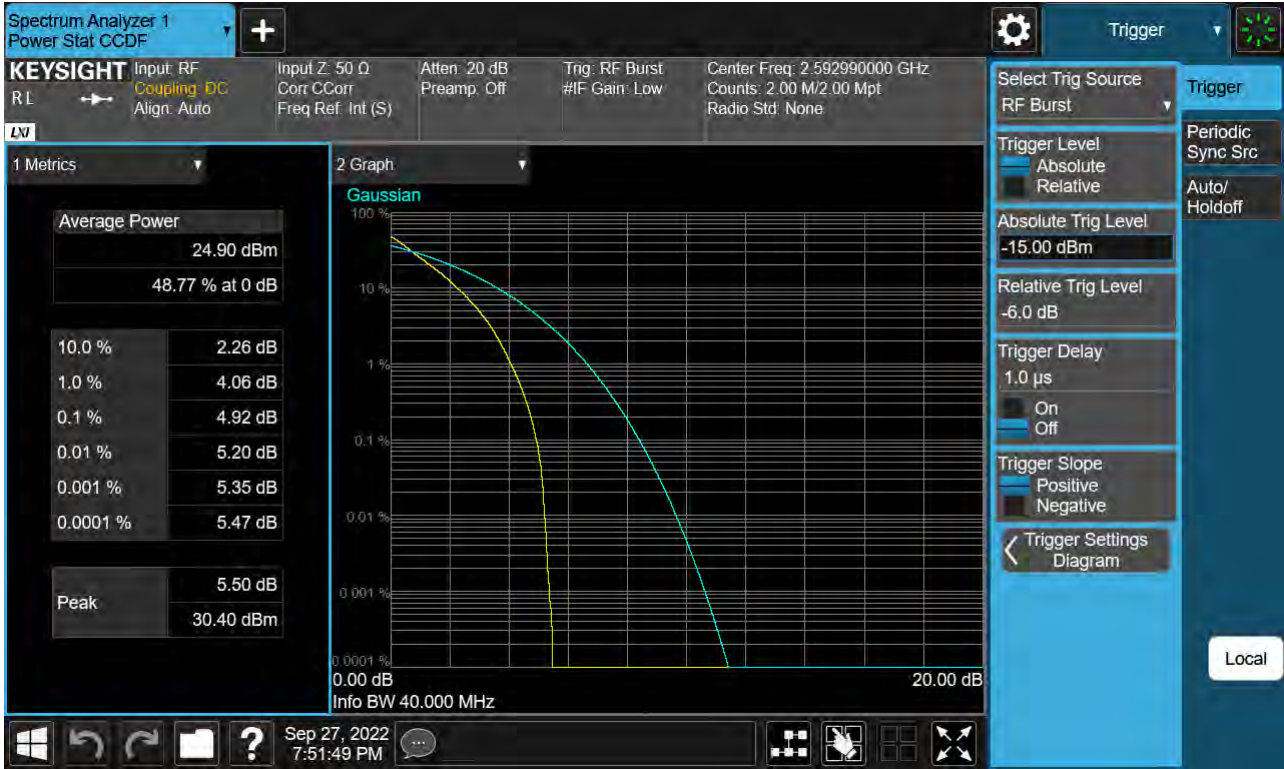 Spectrum Analyzer 1
Power Stat CCDF
+
Trigger
KEYSIGHT
R L
LXI
Input: RF
Coupling: DC
Align: Auto
Input Z: 50 Ω
Corr CCorr
Freq Ref: Int (S)
Atten: 20 dB
Preamp: Off
Trig: RF Burst
#IF Gain: Low
Center Freq: 2.592990000 GHz
Counts: 2.00 M/2.00 Mpt
Radio Std: None
1 Metrics
Average Power
24.90 dBm
48.77 % at 0 dB
10.0 % 2.26 dB
1.0 % 4.06 dB
0.1 % 4.92 dB
0.01 % 5.20 dB
0.001 % 5.35 dB
0.0001 % 5.47 dB
Peak
5.50 dB
30.40 dBm
2 Graph
Gaussian
100 %
10 %
1 %
0.1 %
0.01 %
0.001 %
0.0001 %
0.00 dB 20.00 dB
Info BW 40.000 MHz
Select Trig Source
RF Burst
Trigger Level
Absolute
Relative
Absolute Trig Level
-15.00 dBm
Relative Trig Level
-6.0 dB
Trigger Delay
1.0 µs
On
Off
Trigger Slope
Positive
Negative
Trigger Settings
Diagram
Trigger
Periodic
Sync Src
Auto/
Holdoff
Local
?
Sep 27, 2022
7:51:49 PM